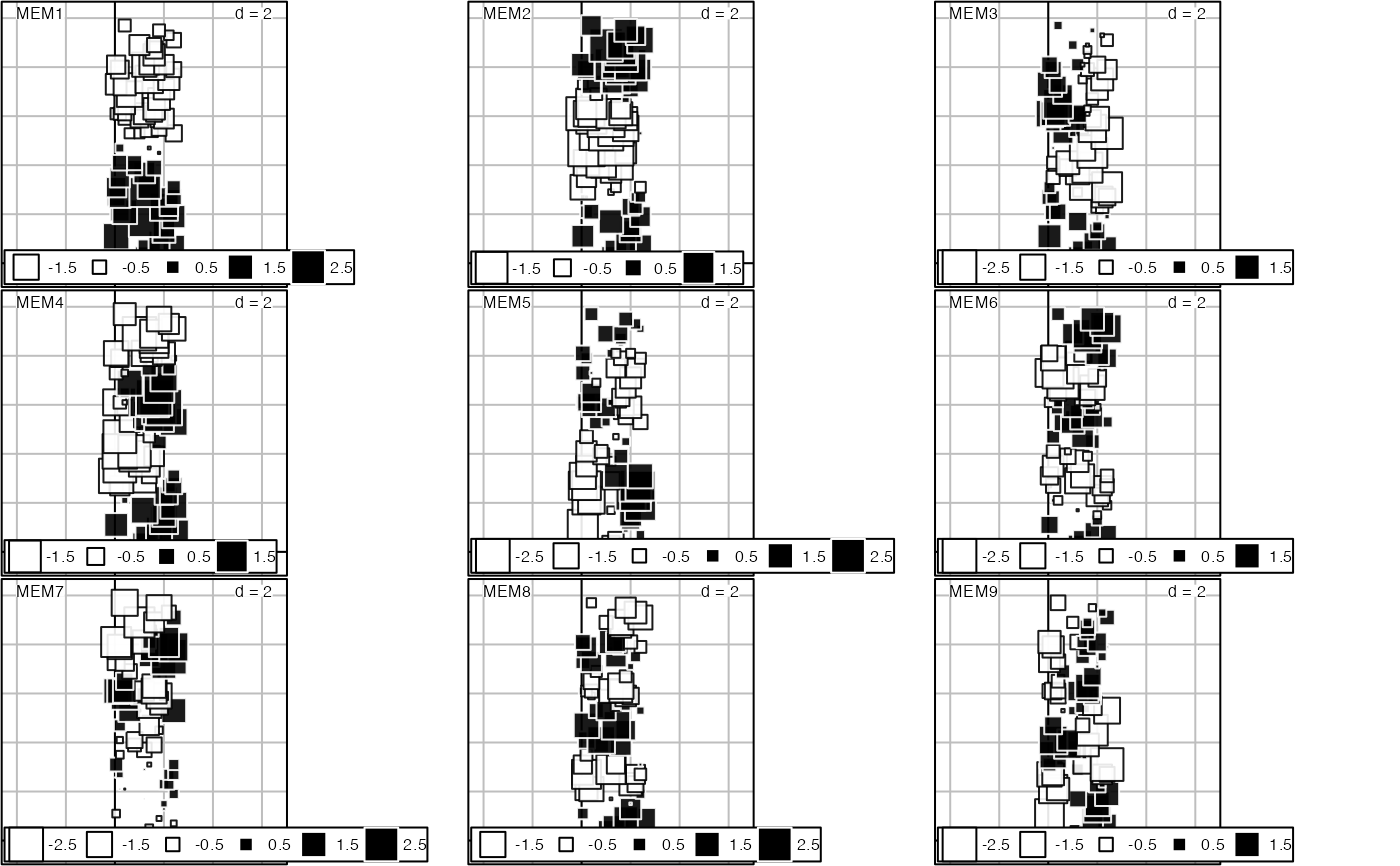 MEM1 d = 2
-1.5 -0.5 0.5 1.5 2.5
MEM2 d = 2
-1.5 -0.5 0.5 1.5
MEM3 d = 2
-2.5 -1.5 -0.5 0.5 1.5
MEM4 d = 2
-1.5 -0.5 0.5 1.5
MEM5 d = 2
-2.5 -1.5 -0.5 0.5 1.5 2.5
MEM6 d = 2
-2.5 -1.5 -0.5 0.5 1.5
MEM7 d = 2
-2.5 -1.5 -0.5 0.5 1.5 2.5
MEM8 d = 2
-1.5 -0.5 0.5 1.5 2.5
MEM9 d = 2
-2.5 -1.5 -0.5 0.5 1.5